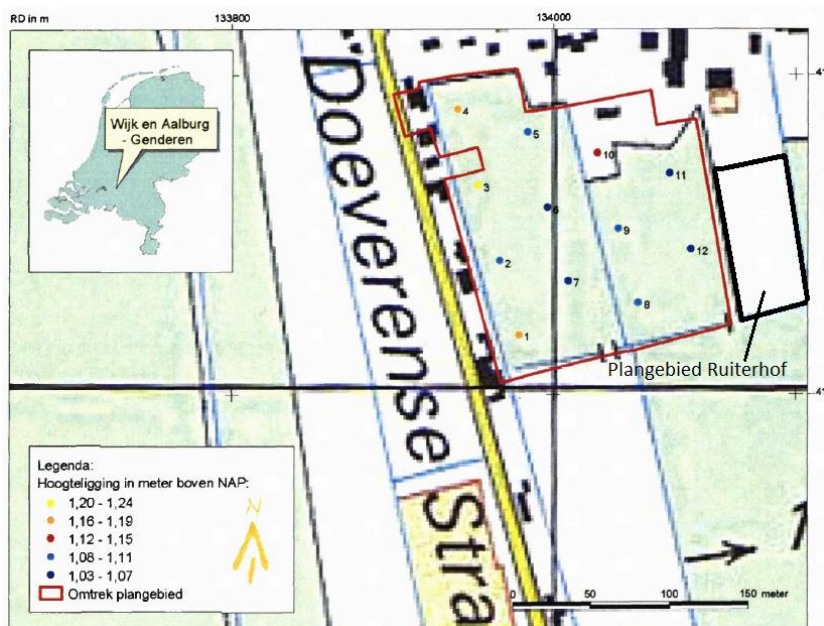 RD in m
133800
134000
Wijk en Aalburg
- Genderen
Doeverense
Stra
4
5
10
11
3
6
9
2
12
7
8
1
Plangebied Ruiterhof
Legenda:
Hoogteligging in meter boven NAP:
1,20 - 1,24
1,16 - 1,19
1,12 - 1,15
1,08 - 1,11
1,03 - 1,07
Omtrek plangebied
N
0 50 100 150 meter